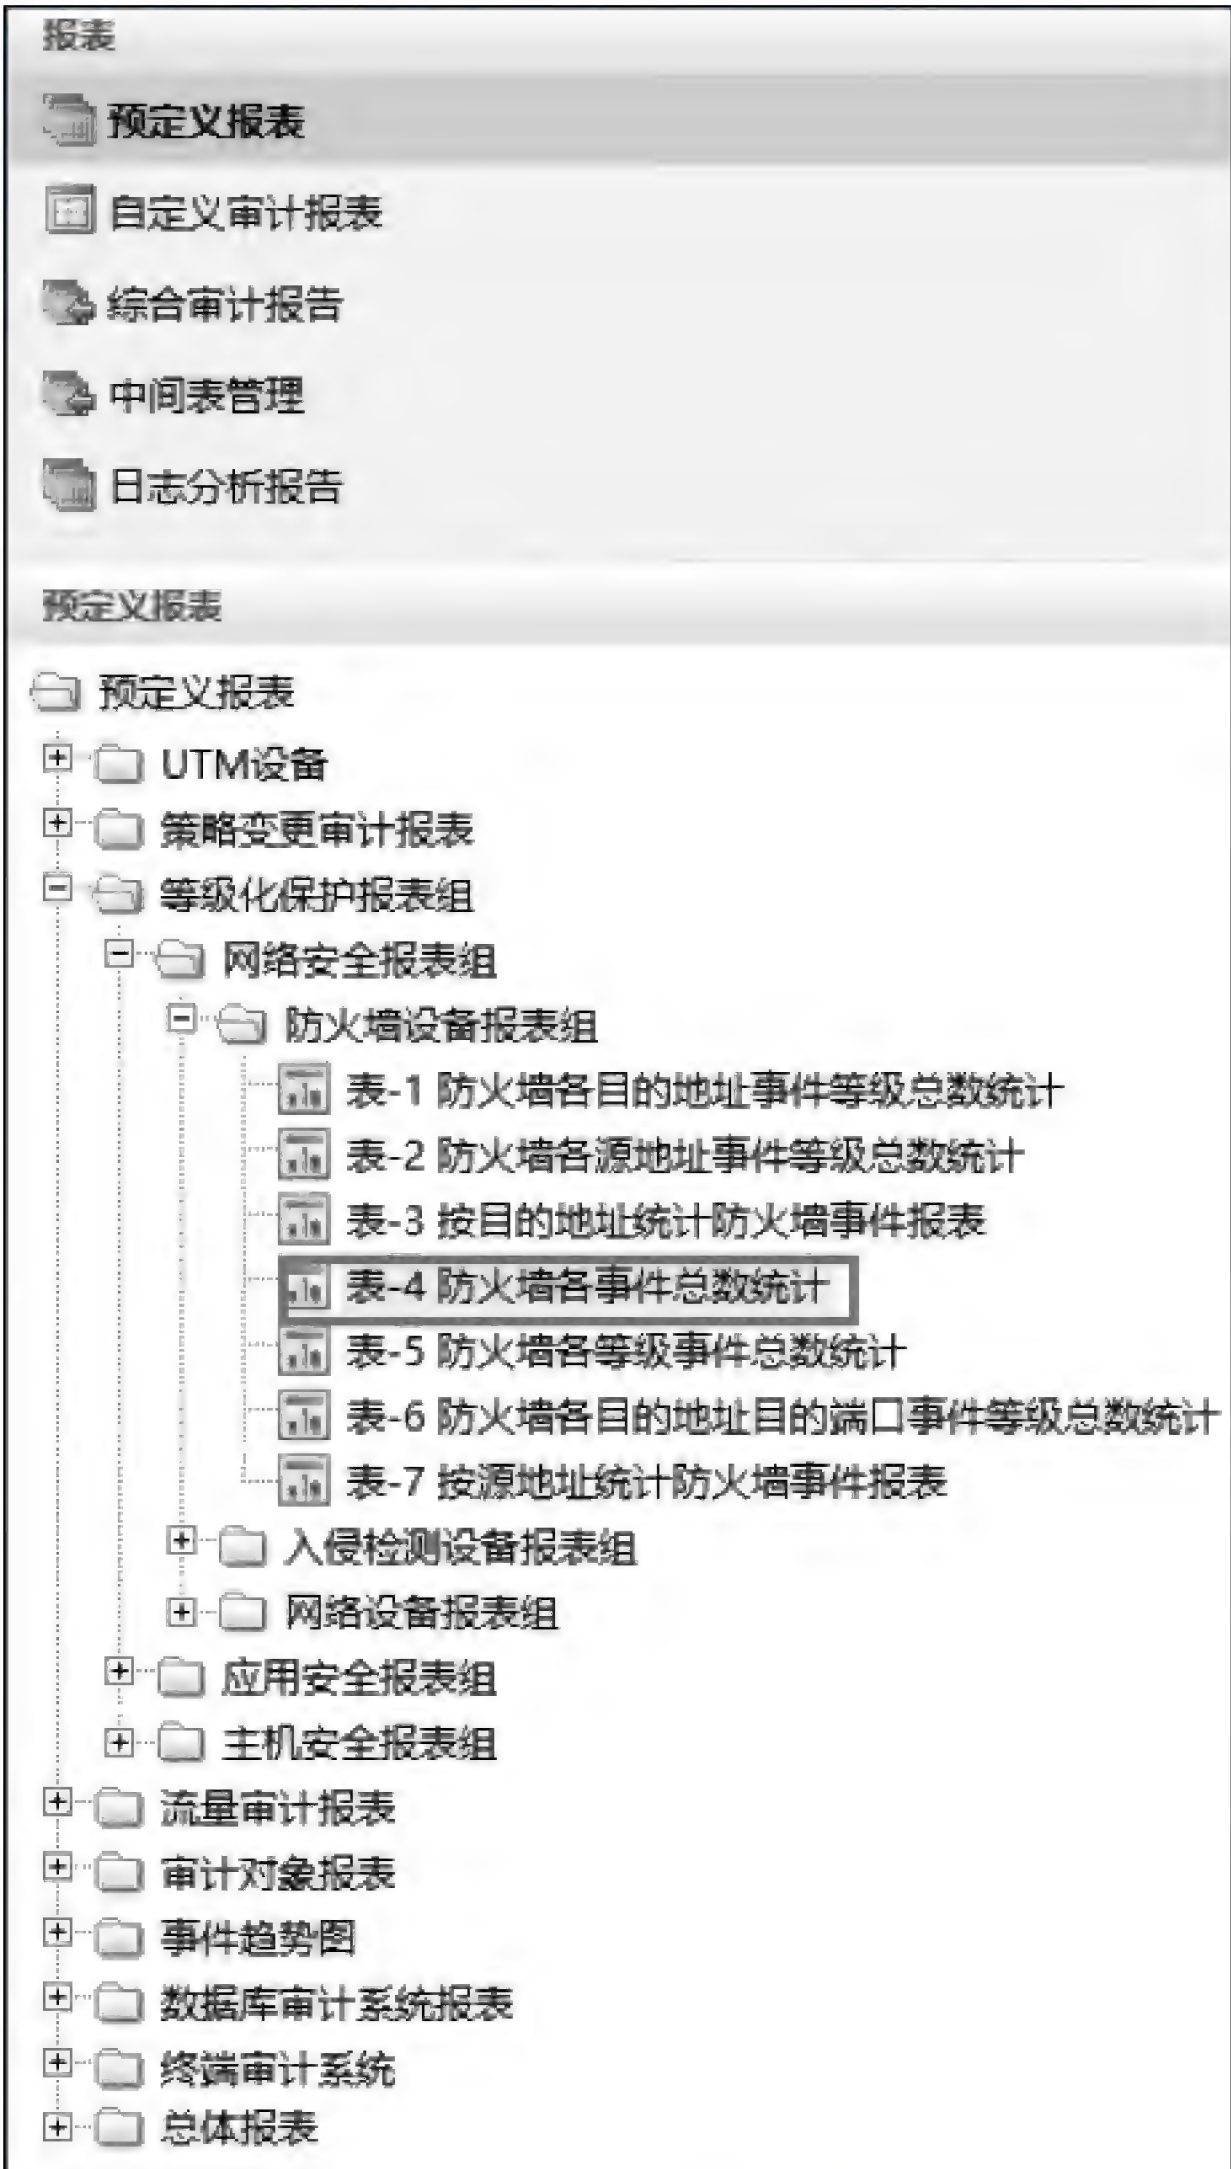 报表
预定义报表
自定义审计报表
综合审计报告
中间表管理
日志分析报告
预定义报表
预定义报表
UTM设备
策略变更审计报表
等级化保护报表组
网络安全报表组
防火墙设备报表组
表-1 防火墙各目的地址事件等级总数统计
表-2 防火墙各源地址事件等级总数统计
表-3 按目的地址统计防火墙事件报表
表-4 防火墙各事件总数统计
表-5 防火墙各等级事件总数统计
表-6 防火墙各目的地址目的端口事件等级总数统计
表-7 按源地址统计防火墙事件报表
入侵检测设备报表组
网络设备报表组
应用安全报表组
主机安全报表组
流量审计报表
审计对象报表
事件趋势图
数据库审计系统报表
终端审计系统
总体报表